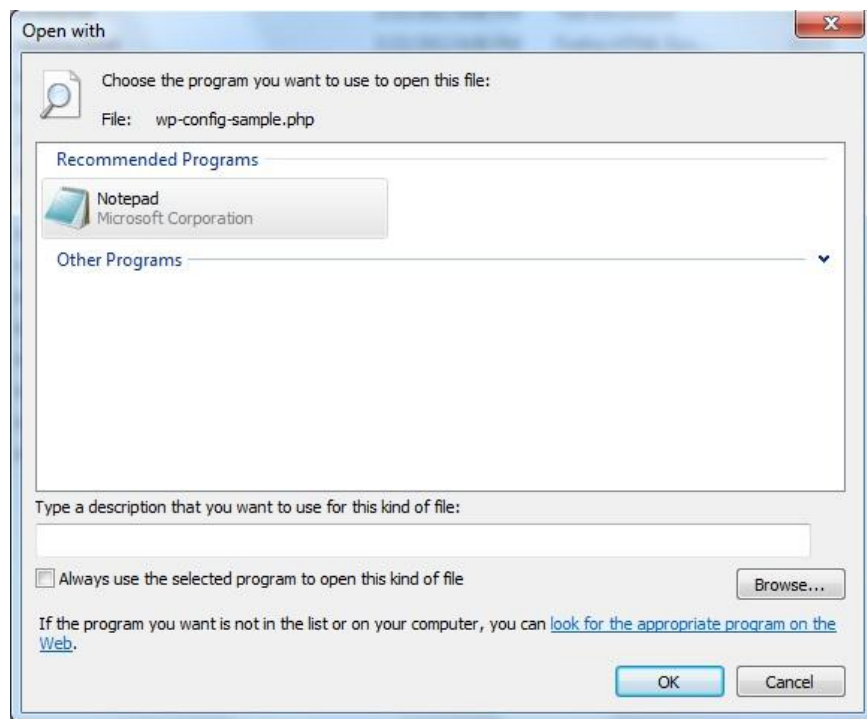 Open with
Choose the program you want to use to open this file:
File: wp-config-sample.php
Recommended Programs
Notepad
Microsoft Corporation
Other Programs
Type a description that you want to use for this kind of file:
Always use the selected program to open this kind of file
Browse...
If the program you want is not in the list or on your computer, you can look for the appropriate program on the
Web.
OK Cancel